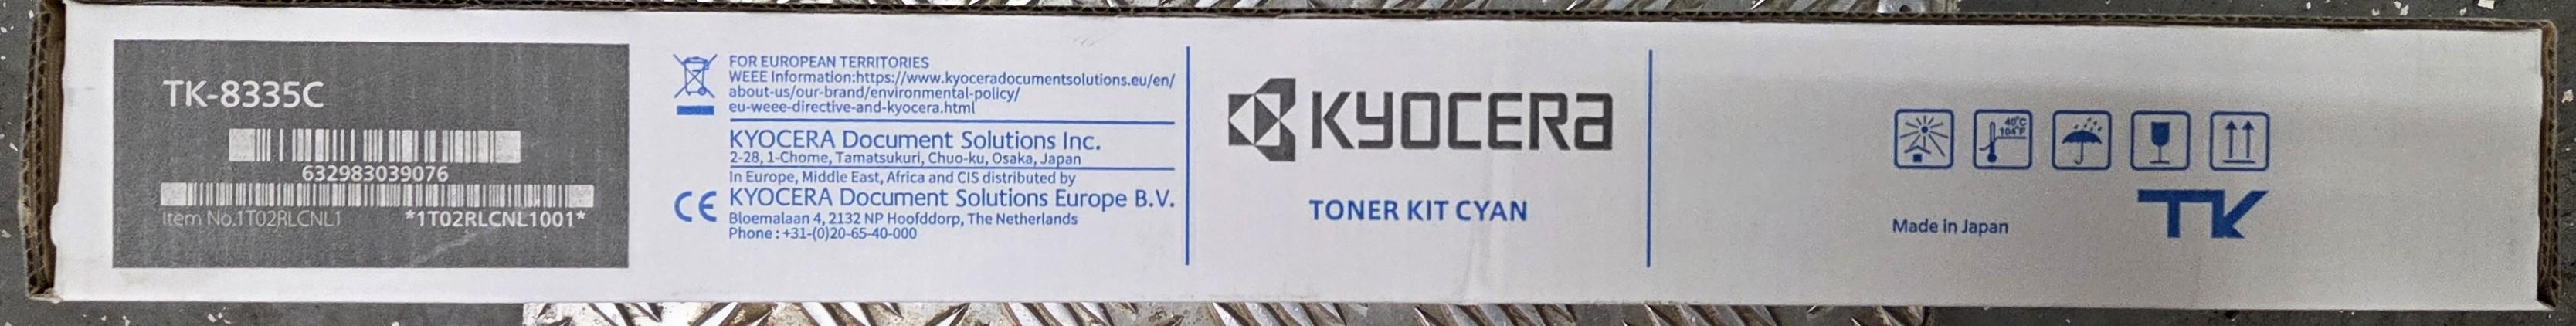 TK-8335C
632983039076
Item No.1T02RLCNL1 *1T02RLCNL1001*
FOR EUROPEAN TERRITORIES
WEEE Information:https://www.kyoceradocumentsolutions.eu/en/
about-us/our-brand/environmental-policy/
eu-weee-directive-and-kyocera.html
KYOCERA Document Solutions Inc.
2-28, 1-Chome, Tamatsukuri, Chuo-ku, Osaka, Japan
In Europe, Middle East, Africa and CIS distributed by
CE KYOCERA Document Solutions Europe B.V.
Bloemalaan 4, 2132 NP Hoofddorp, The Netherlands
Phone : +31-(0)20-65-40-000
KYOCERA
TONER KIT CYAN
40°C
104°F
Made in Japan
TK